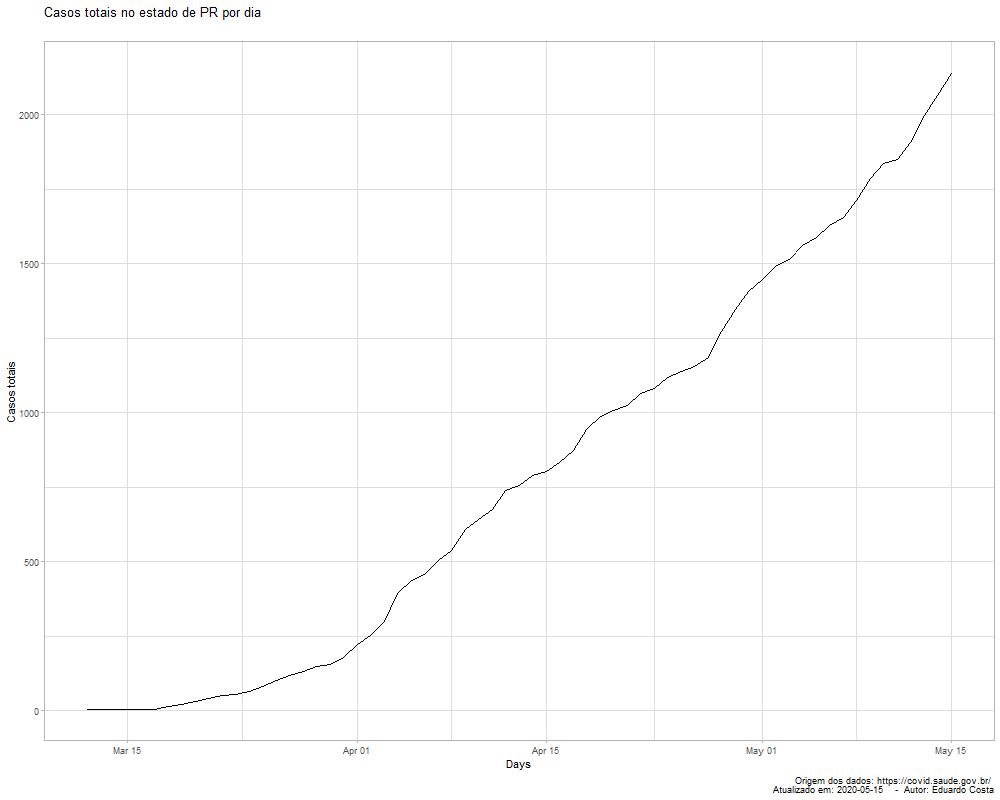 Casos totais no estado de PR por dia
Casos totais
2000
1500
1000
500
0
Mar 15
Apr 01
Apr 15
May 01
May 15
Days
Origem dos dados: https://covid.saude.gov.br/
Atualizado em: 2020-05-15 - Autor: Eduardo Costa